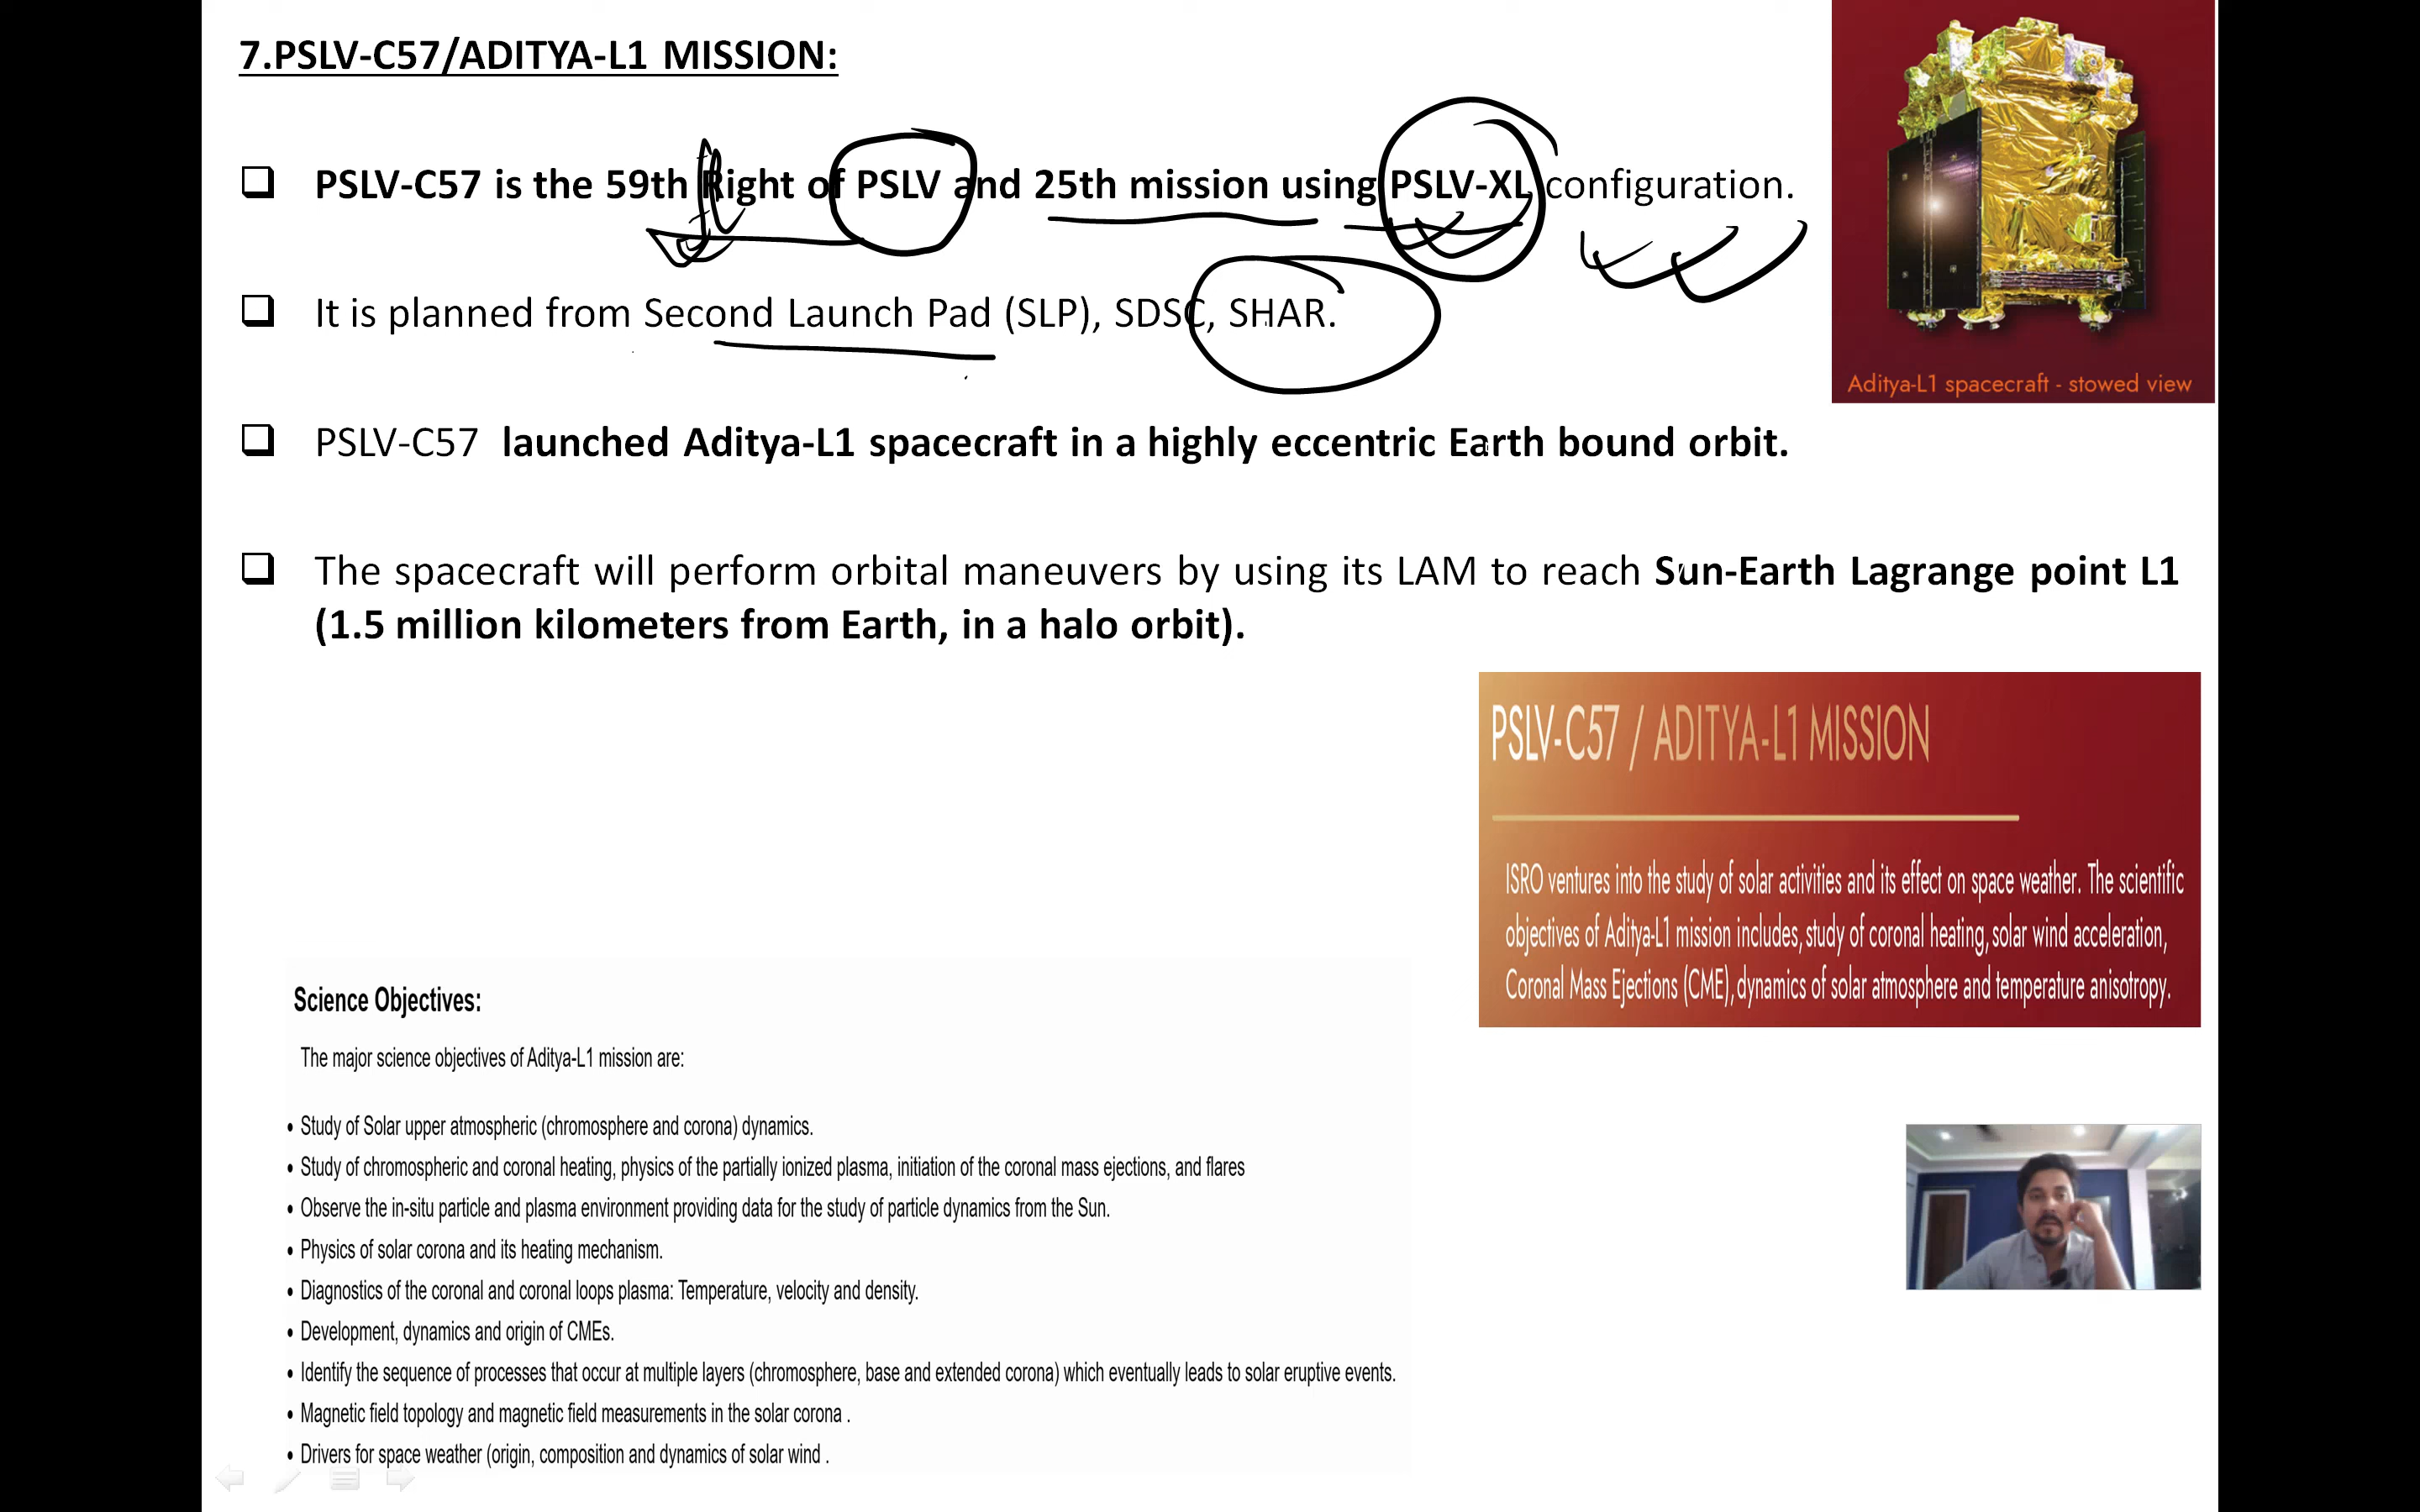 7.PSLV-C57/ADITYA-L1 MISSION:
PSLV-C57 is the 59th Right of PSLV and 25th mission using PSLV-XL configuration.
It is planned from Second Launch Pad (SLP), SDSC, SHAR.
Aditya-L1 spacecraft - stowed view
PSLV-C57 launched Aditya-L1 spacecraft in a highly eccentric Earth bound orbit.
The spacecraft will perform orbital maneuvers by using its LAM to reach Sun-Earth Lagrange point L1
(1.5 million kilometers from Earth, in a halo orbit).
PSLV-C57 / ADITYA-L1 MISSION
ISRO ventures into the study of solar activities and its effect on space weather. The scientific
objectives of Aditya-L1 mission includes, study of coronal heating, solar wind acceleration,
Coronal Mass Ejections (CME), dynamics of solar atmosphere and temperature anisotropy.
Science Objectives:
The major science objectives of Aditya-L1 mission are:
• Study of Solar upper atmospheric (chromosphere and corona) dynamics.
• Study of chromospheric and coronal heating, physics of the partially ionized plasma, initiation of the coronal mass ejections, and flares
• Observe the in-situ particle and plasma environment providing data for the study of particle dynamics from the Sun.
• Physics of solar corona and its heating mechanism.
• Diagnostics of the coronal and coronal loops plasma: Temperature, velocity and density.
• Development, dynamics and origin of CMEs.
• Identify the sequence of processes that occur at multiple layers (chromosphere, base and extended corona) which eventually leads to solar eruptive events.
• Magnetic field topology and magnetic field measurements in the solar corona .
• Drivers for space weather (origin, composition and dynamics of solar wind .